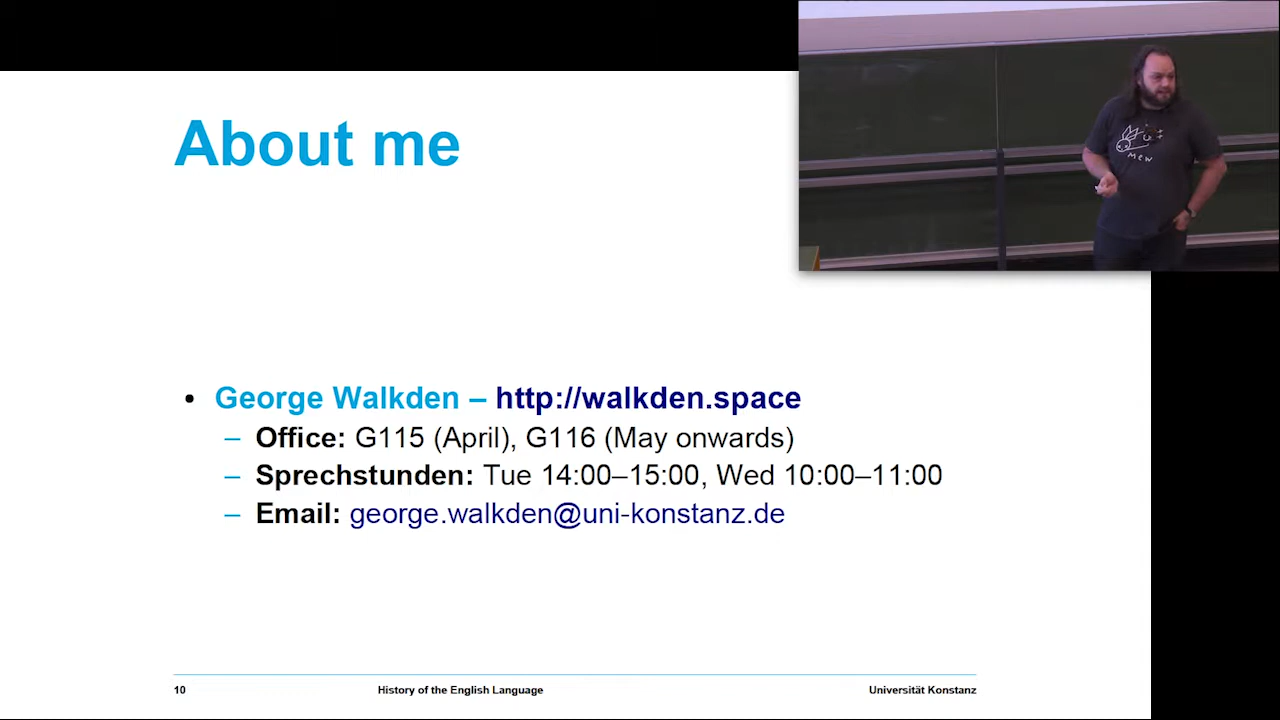 About me
MEW
• George Walkden – http://walkden.space
– Office: G115 (April), G116 (May onwards)
– Sprechstunden: Tue 14:00–15:00, Wed 10:00–11:00
– Email: george.walkden@uni-konstanz.de
10 History of the English Language Universität Konstanz